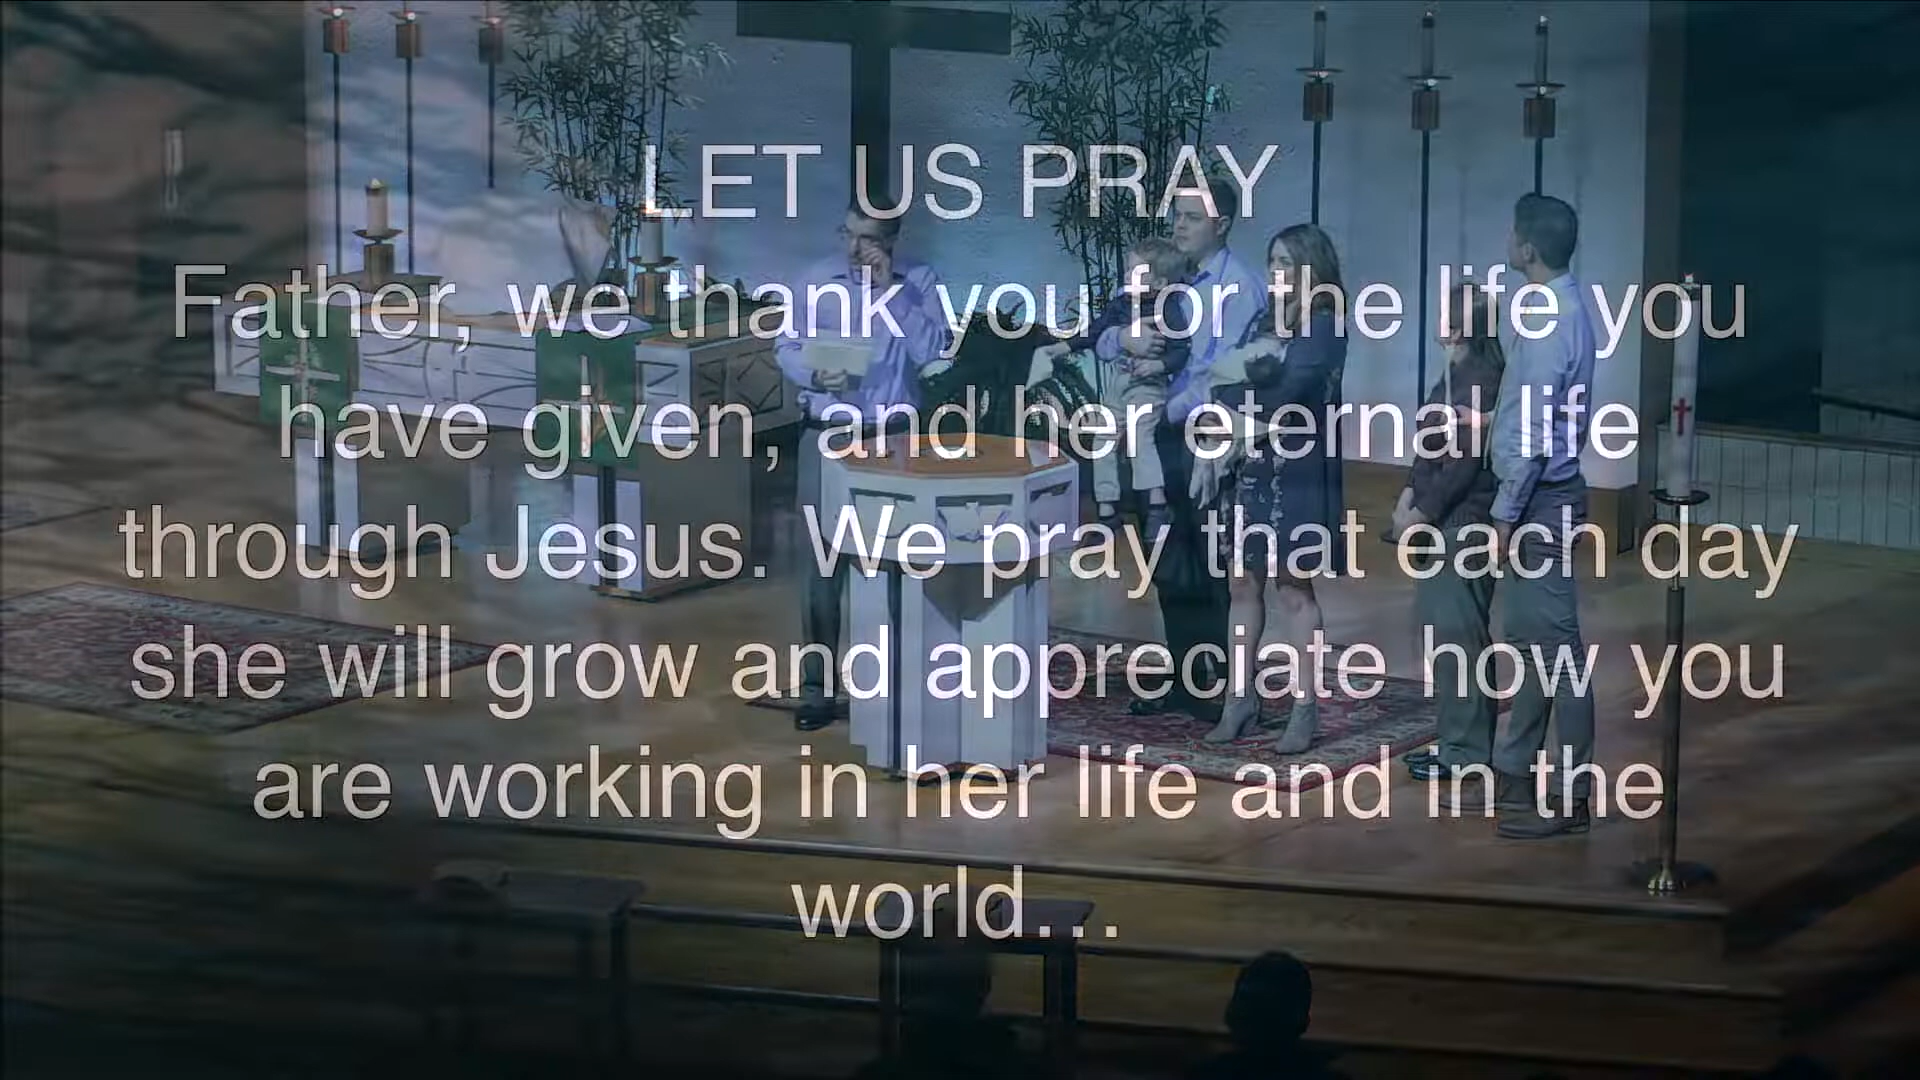 LET US PRAY
Father, we thank you for the life you
have given, and her eternal life
through Jesus. We pray that each day
she will grow and appreciate how you
are working in her life and in the
world…